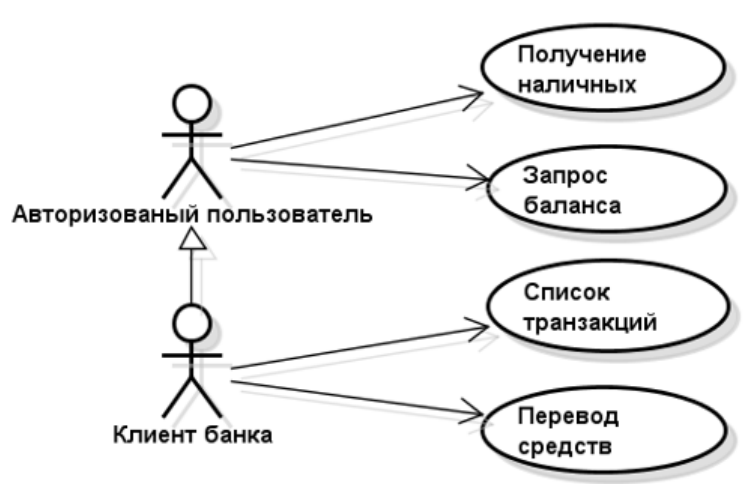 Получение
наличных
Запрос
баланса
Авторизованый пользователь
Список
транзакций
Перевод
средств
Клиент банка